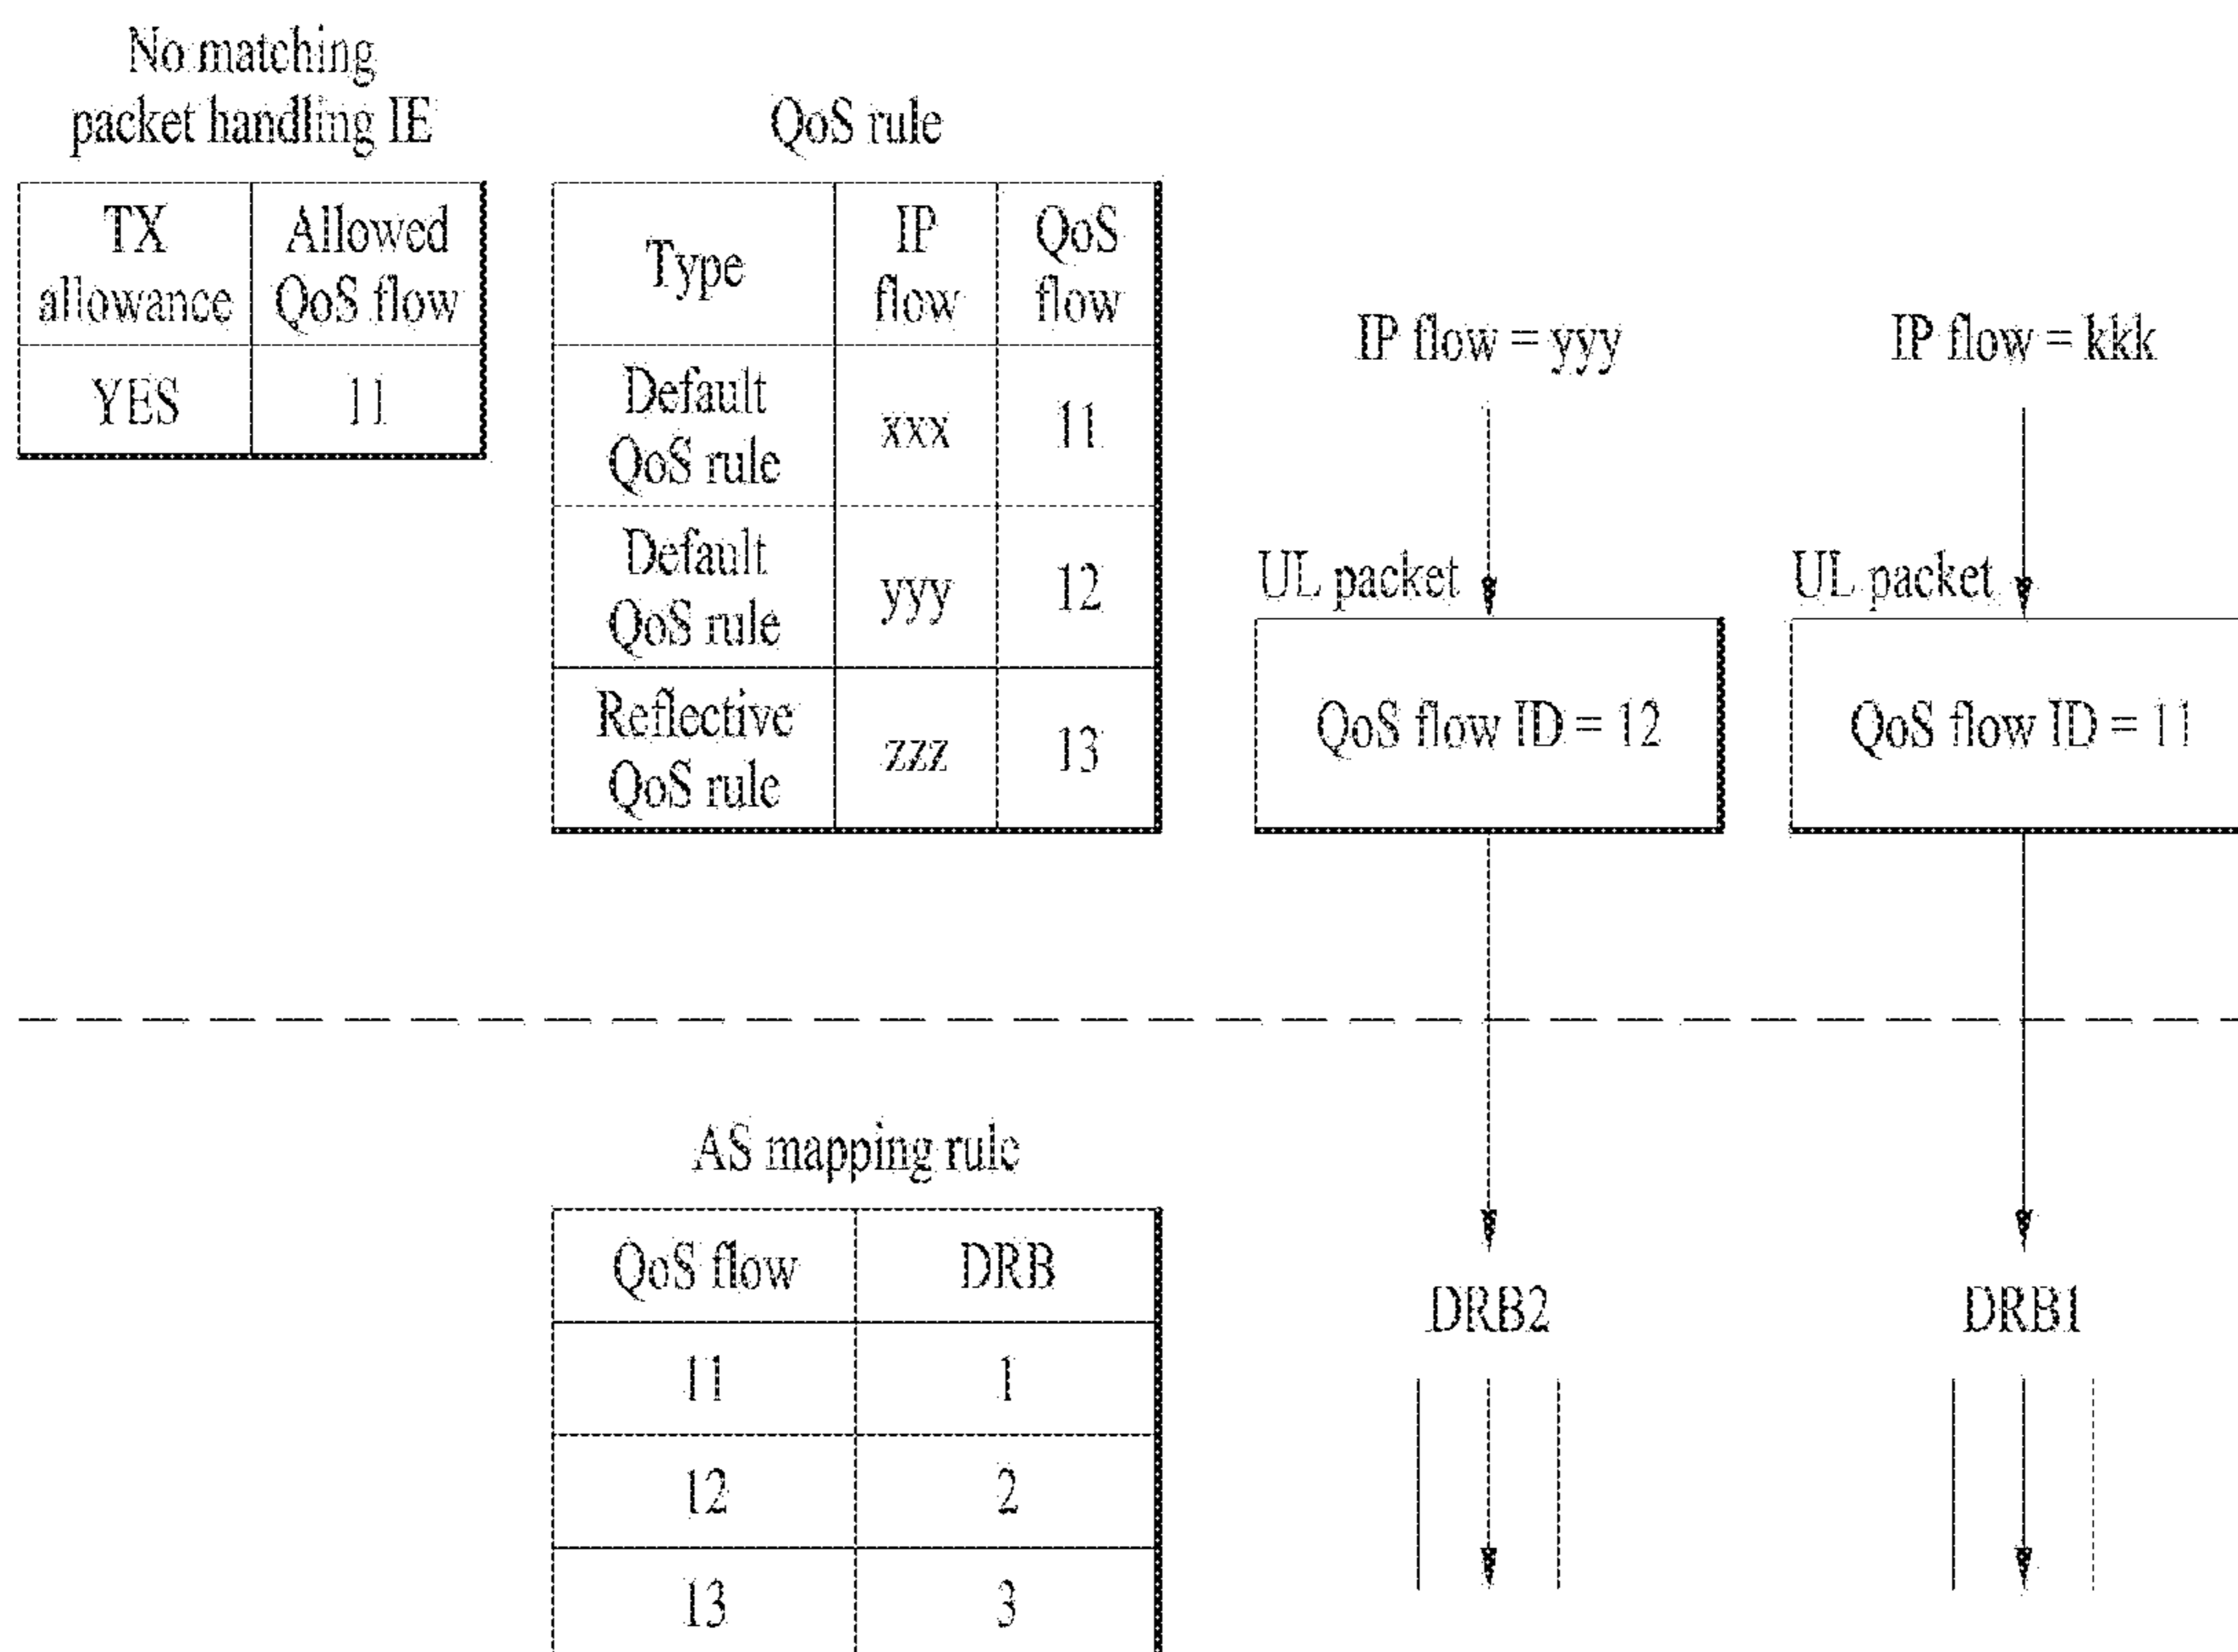 No matching
packet handling IE
TX
allowance
Allowed
QoS flow
YES
11
QoS rule
Type
IP
flow
QoS
flow
Default
QoS rule
xxx
11
Default
QoS rule
yyy
12
Reflective
QoS rule
zzz
13
IP flow = yyy
UL packet
QoS flow ID = 12
IP flow = kkk
UL packet
QoS flow ID = 11
AS mapping rule
QoS flow
DRB
11
1
12
2
13
3
DRB2
DRB1